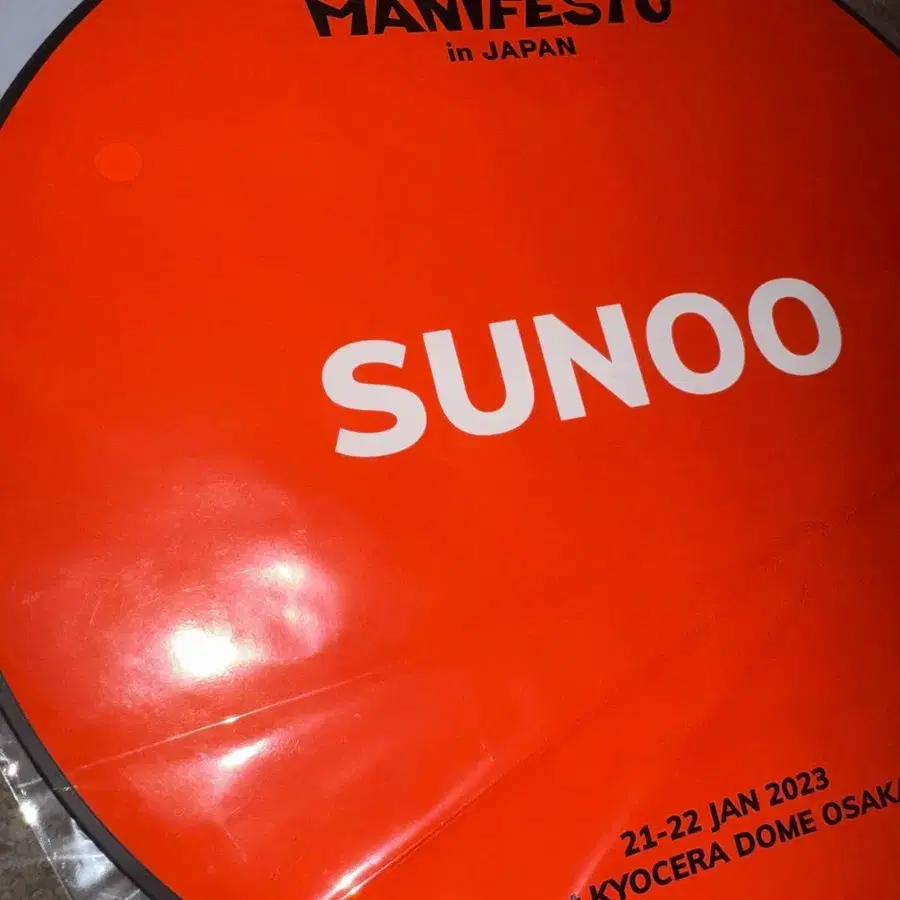 MANIFESTO
in JAPAN
SUNOO
21-22 JAN 2023
KYOCERA DOME OSAKA